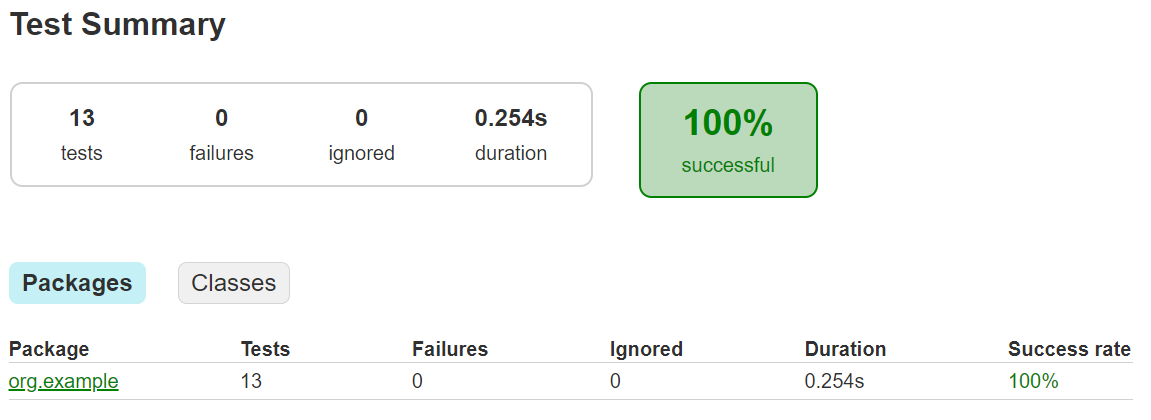 Test Summary
13 0 0 0.254s
tests failures ignored duration
100%
successful
Packages Classes
Package Tests Failures Ignored Duration Success rate
org.example 13 0 0 0.254s 100%